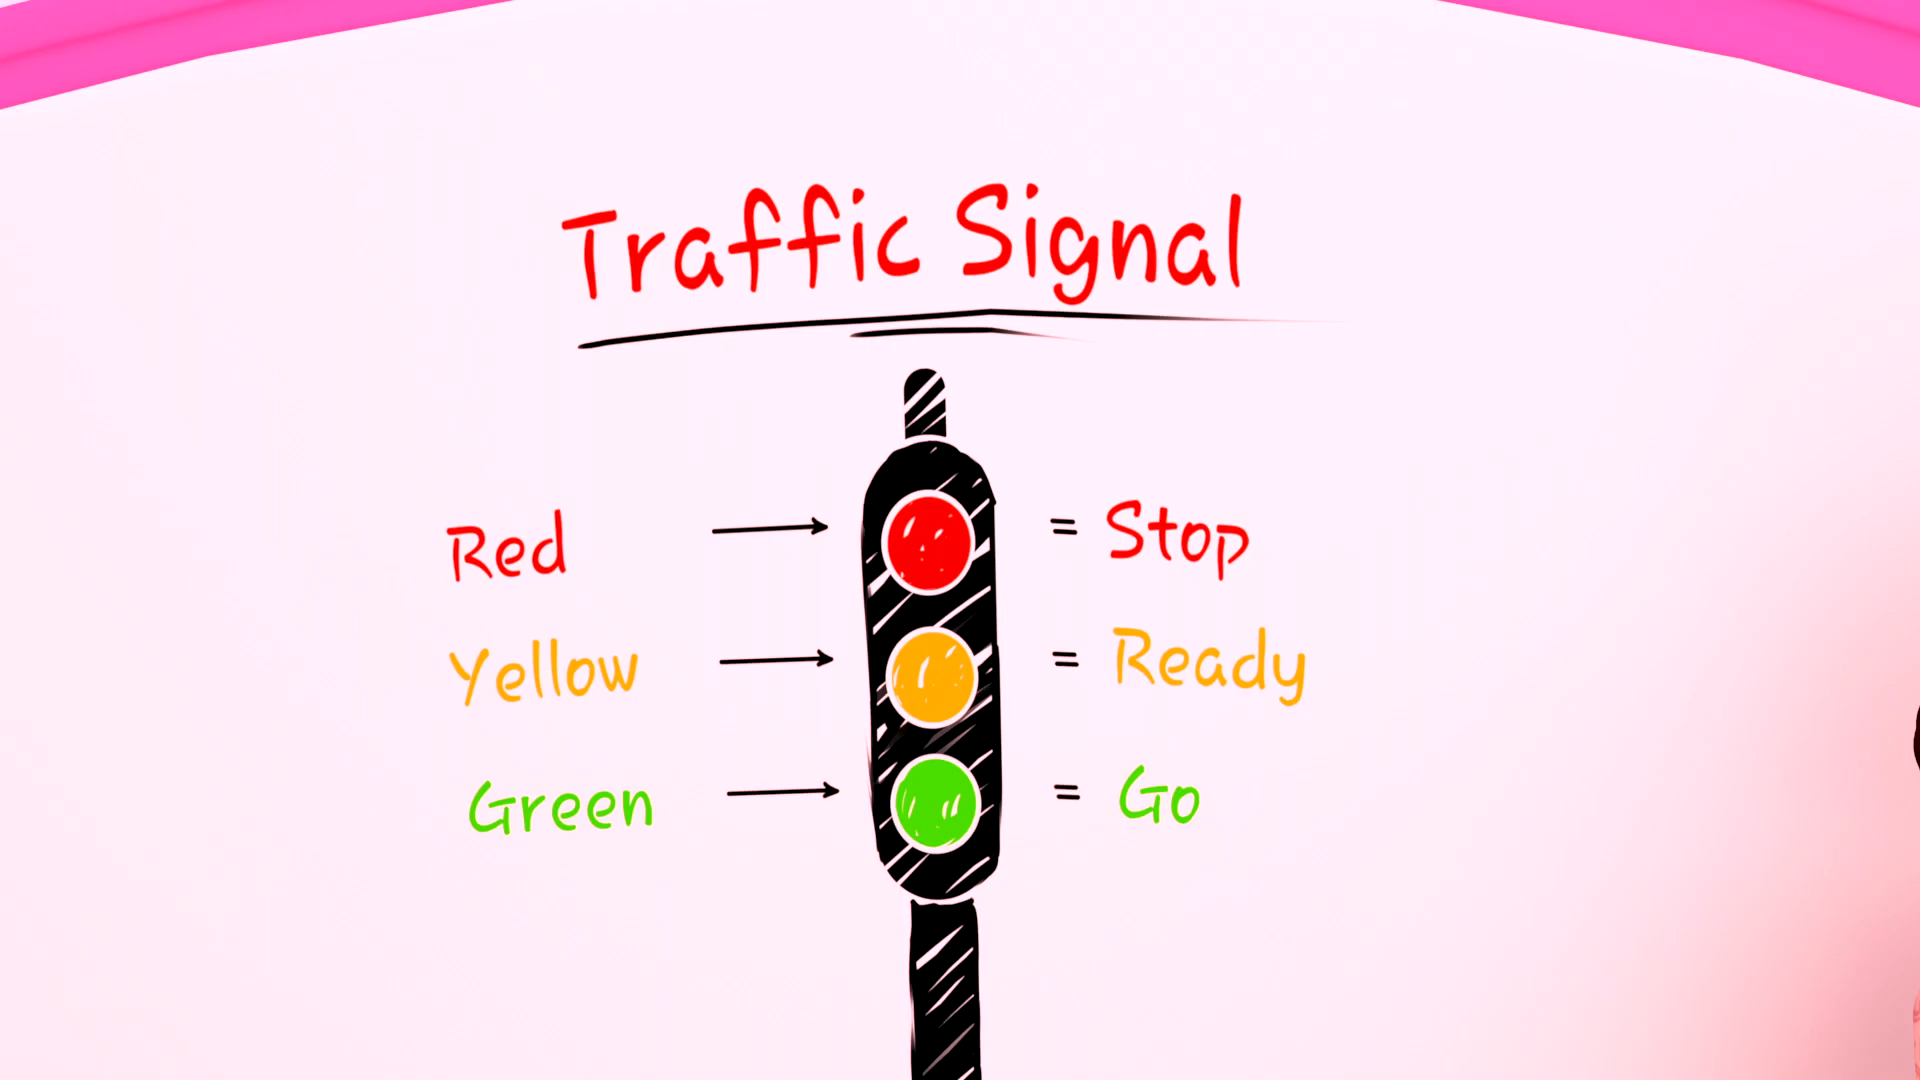 Traffic Signal
Red → = Stop
Yellow → = Ready
Green → = Go